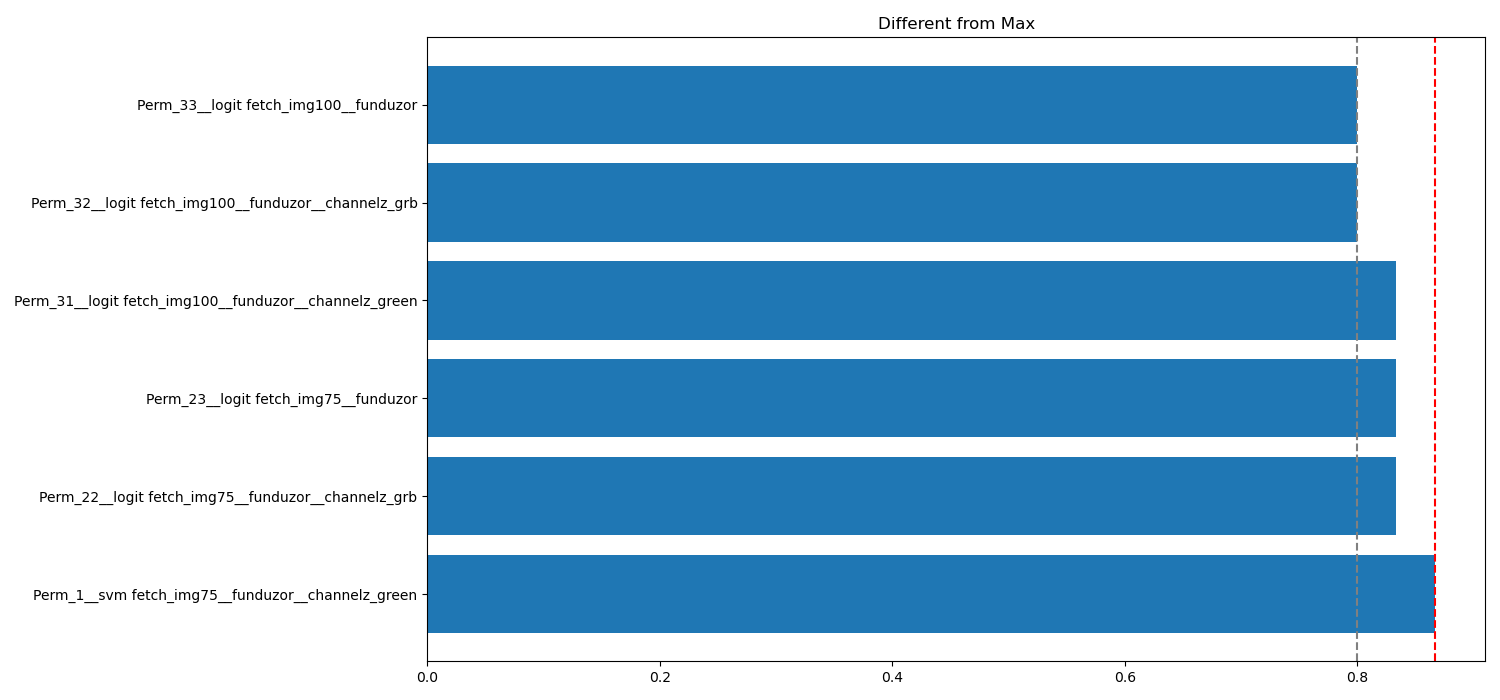 Different from Max
Perm_33__logit fetch_img100__funduzor
Perm_32__logit fetch_img100__funduzor__channelz_grb
Perm_31__logit fetch_img100__funduzor__channelz_green
Perm_23__logit fetch_img75__funduzor
Perm_22__logit fetch_img75__funduzor__channelz_grb
Perm_1__svm fetch_img75__funduzor__channelz_green
0.0 0.2 0.4 0.6 0.8